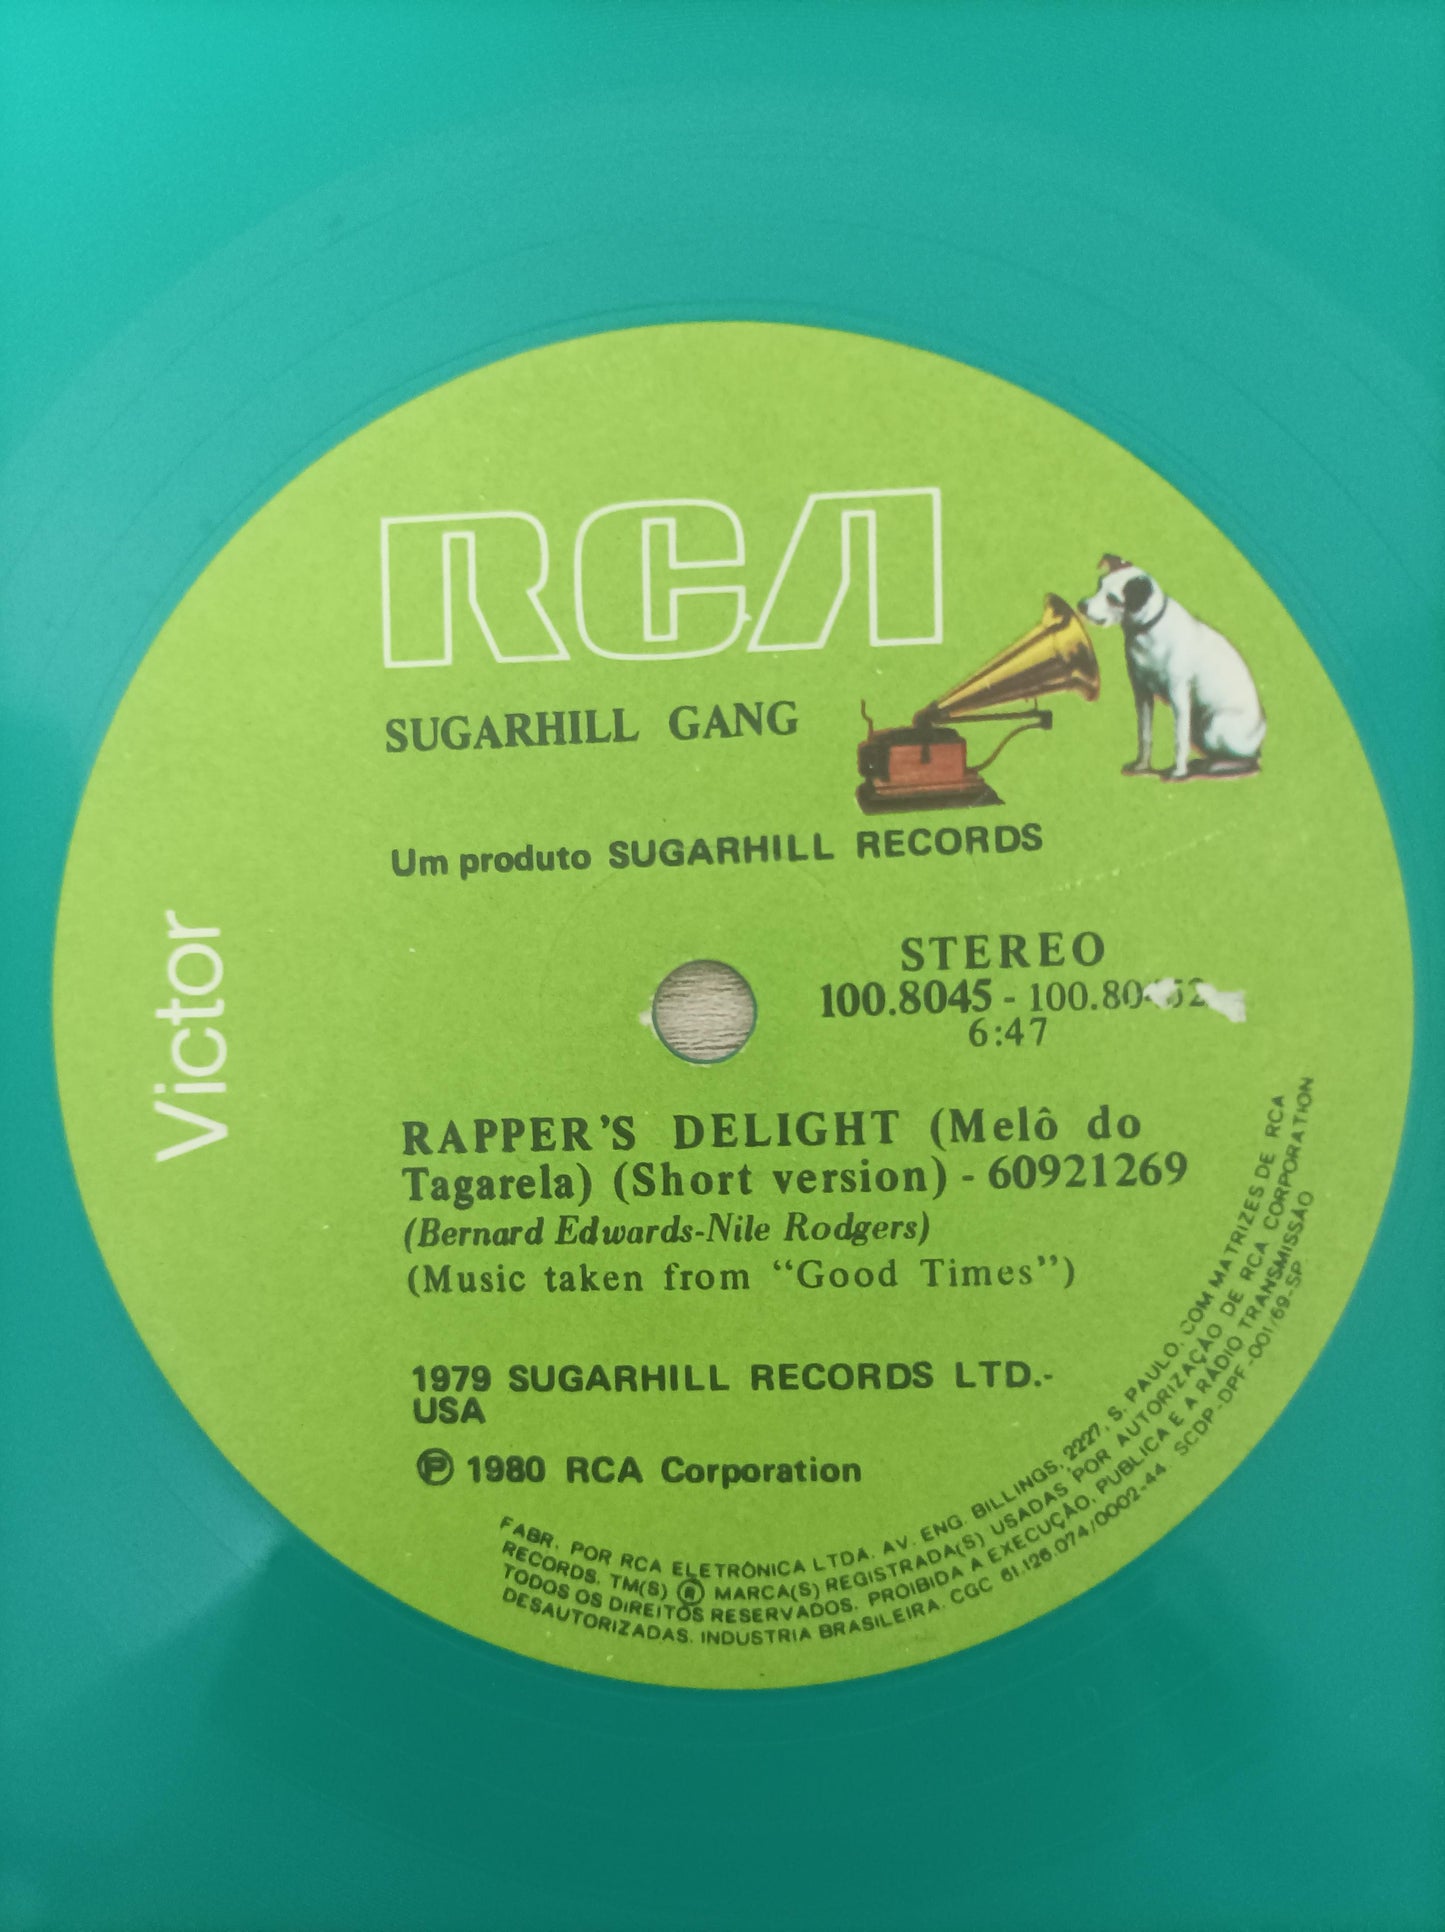 RCA
SUGARHILL GANG
Um produto SUGARHILL RECORDS
Victor
STEREO
100.8045 - 
6:47
RAPPER'S DELIGHT (Melô do
Tagarela) (Short version) - 60921269
(Bernard Edwards-Nile Rodgers)
(Music taken from "Good Times")
1979 SUGARHILL RECORDS LTD.-
USA
Ⓟ 1980 RCA Corporation
FABR. POR RCA ELETRÔNICA LTDA. AV. ENG. BILLINGS, 2227, S. PAULO, COM MATRIZES DE RCA
RECORDS. TM(S) ® MARCA(S) REGISTRADA(S) USADAS POR AUTORIZAÇÃO DE RCA CORPORATION
TODOS OS DIREITOS RESERVADOS. PROIBIDA A EXECUÇÃO, PUBLICA E A RÁDIO TRANSMISSÃO
DESAUTORIZADAS. INDUSTRIA BRASILEIRA. CGC 61.126.074/0002-44. SCDP-DPF-001/69-SP.